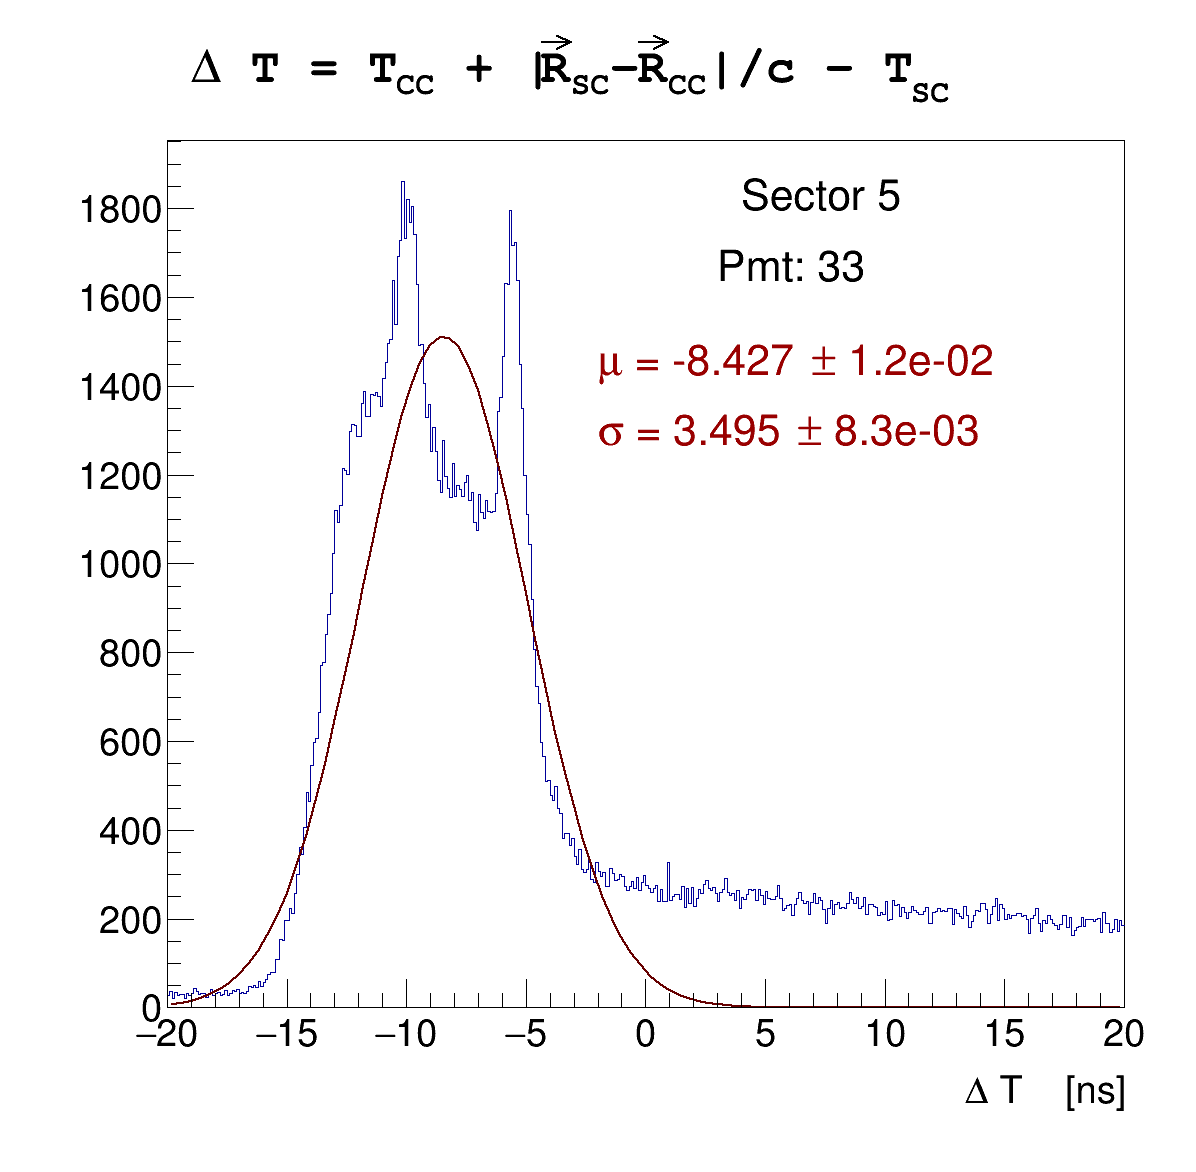 Δ T = T_CC + |R⃗_SC−R⃗_CC|/c − T_SC
Sector 5
Pmt: 33
μ = -8.427 ± 1.2e-02
σ = 3.495 ± 8.3e-03
1800
1600
1400
1200
1000
800
600
400
200
0
−20 −15 −10 −5 0 5 10 15 20
Δ T [ns]